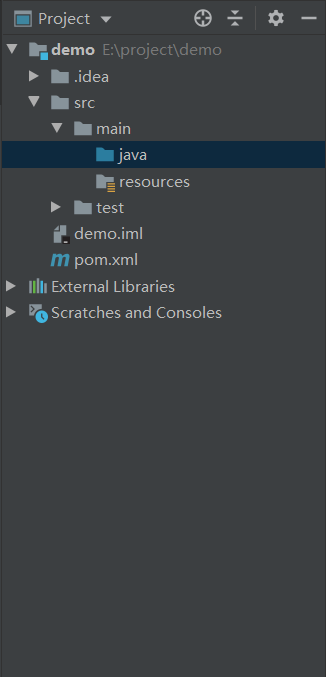 Project
demo E:\project\demo
.idea
src
main
java
resources
test
demo.iml
m pom.xml
External Libraries
Scratches and Consoles